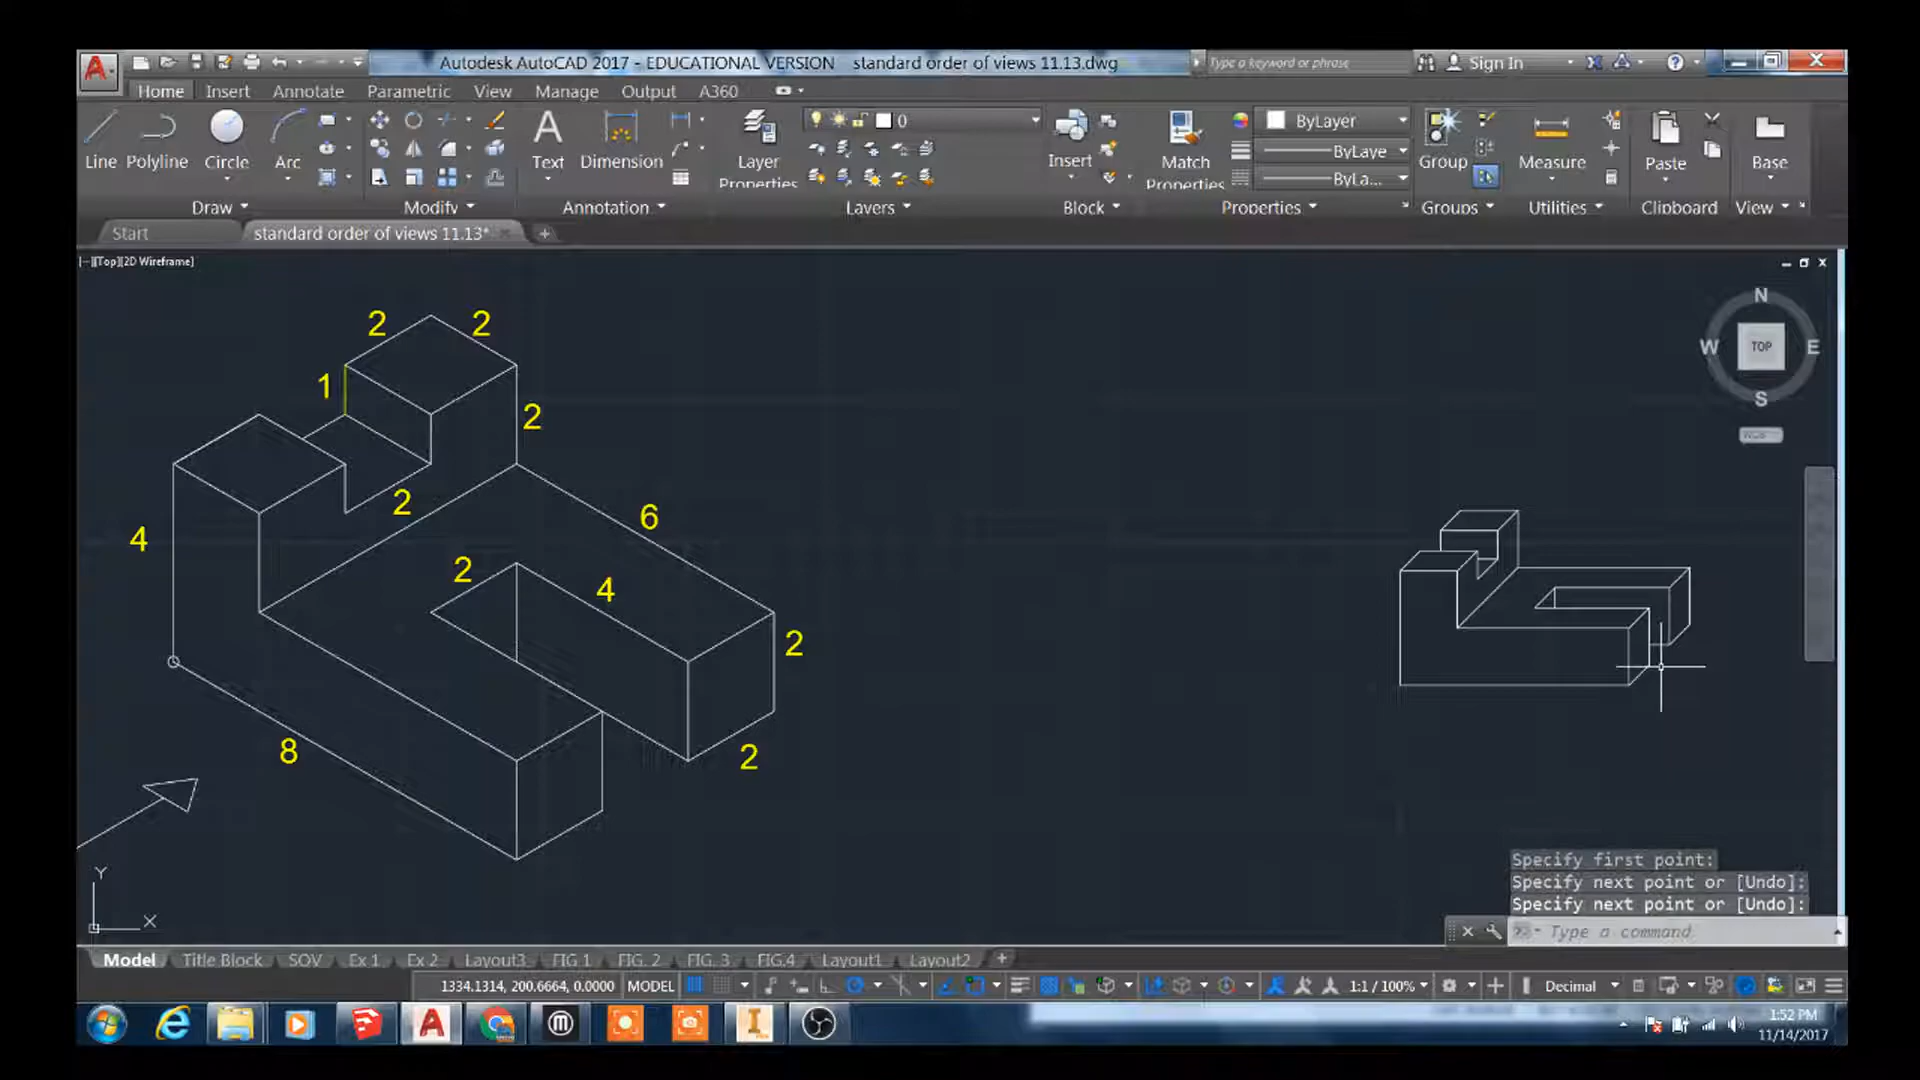 Autodesk AutoCAD 2017 - EDUCATIONAL VERSION standard order of views 11.13.dwg
Type a keyword or phrase
Sign In
Home Insert Annotate Parametric View Manage Output A360
Line Polyline Circle Arc
Text Dimension
Layer Properties
0
Insert
Match Properties
ByLayer
ByLaye
ByLa...
Group Measure Paste Base
Draw Modify Annotation Layers Block Properties Groups Utilities Clipboard View
Start standard order of views 11.13*
[-][Top][2D Wireframe]
N
W TOP E
S
2 2
1
2
4
2
6
2
4
2
8
2
Y
X
Specify first point:
Specify next point or [Undo]:
Specify next point or [Undo]:
Type a command
Model Title Block SOV Ex 1 Ex 2 Layout3 FIG 1 FIG. 2 FIG. 3 FIG.4 Layout1 Layout2
1334.1314, 200.6664, 0.0000 MODEL 1:1 / 100% Decimal
1:52 PM
11/14/2017